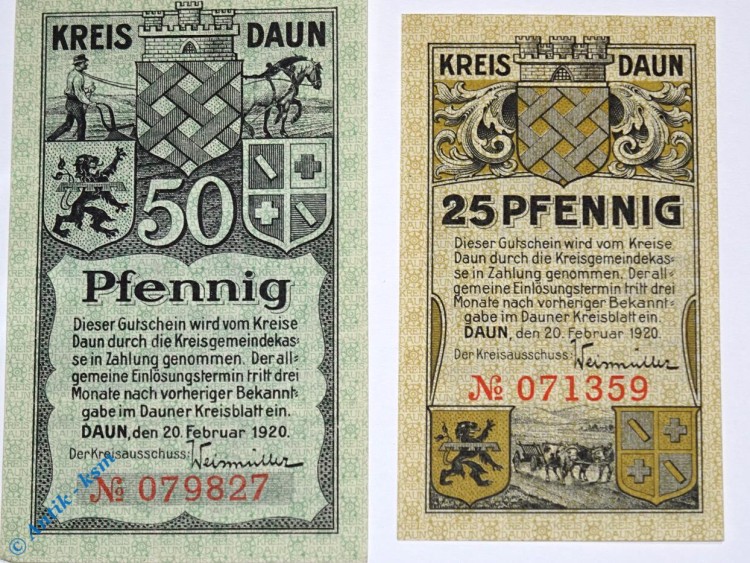 KREIS DAUN
50
Pfennig
Dieser Gutschein wird vom Kreise
Daun durch die Kreisgemeindekas=
se in Zahlung genommen. Der all=
gemeine Einlösungstermin tritt drei
Monate nach vorheriger Bekannt=
gabe im Dauner Kreisblatt ein.
DAUN, den 20. Februar 1920.
Der Kreisausschuss: Weismüller
№ 079827
© Antik - ksm
KREIS DAUN
25 PFENNIG
Dieser Gutschein wird vom Kreise
Daun durch die Kreisgemeindekas=
se in Zahlung genommen. Der all=
gemeine Einlösungstermin tritt drei
Monate nach vorheriger Bekannt=
gabe im Dauner Kreisblatt ein.
DAUN, den 20. Februar 1920.
Der Kreisausschuss: Weismüller
№ 071359